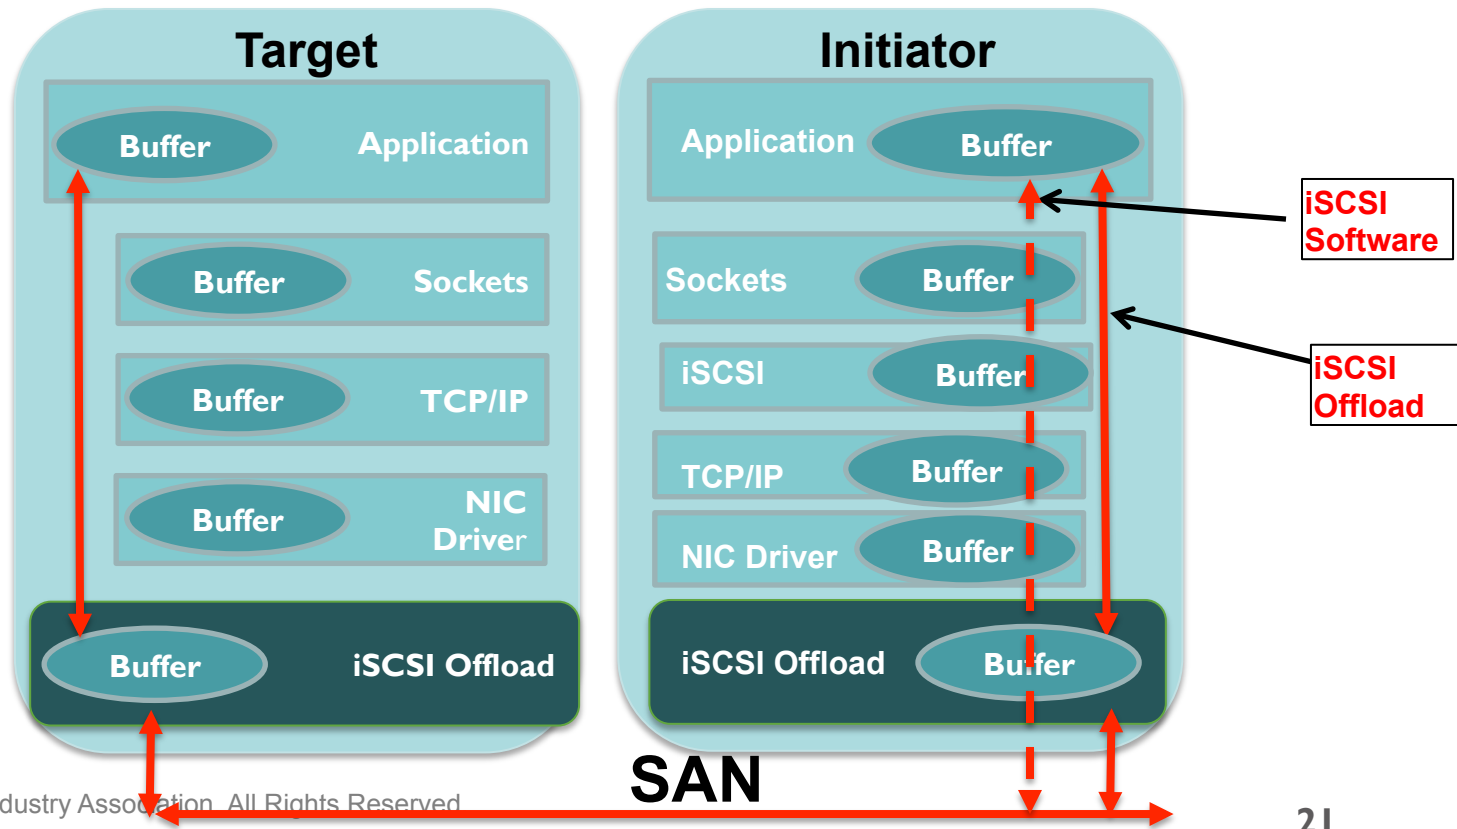 Target
Buffer Application
Buffer Sockets
Buffer TCP/IP
Buffer NIC
Driver
Buffer iSCSI Offload
Initiator
Application Buffer
Sockets Buffer
iSCSI Buffer
TCP/IP Buffer
NIC Driver Buffer
iSCSI Offload Buffer
iSCSI
Software
iSCSI
Offload
SAN
dustry Association. All Rights Reserved
21